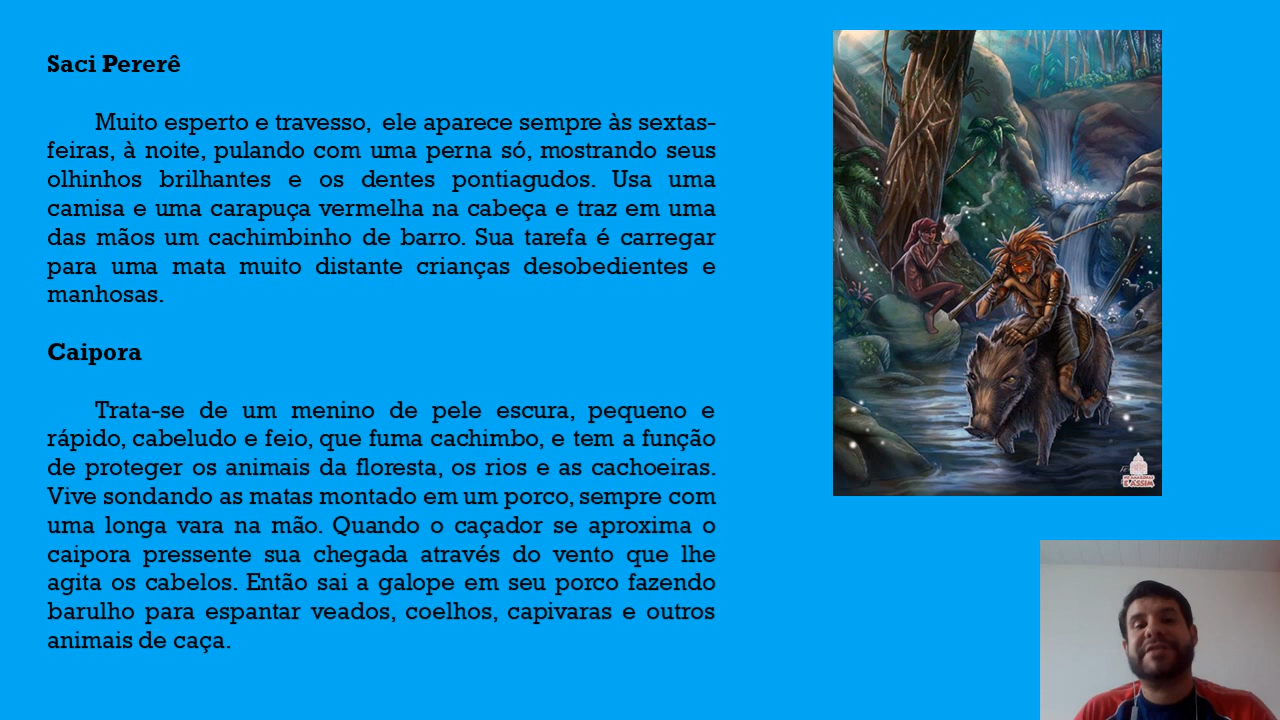 Saci Pererê
Muito esperto e travesso, ele aparece sempre às sextas-
feiras, à noite, pulando com uma perna só, mostrando seus
olhinhos brilhantes e os dentes pontiagudos. Usa uma
camisa e uma carapuça vermelha na cabeça e traz em uma
das mãos um cachimbinho de barro. Sua tarefa é carregar
para uma mata muito distante crianças desobedientes e
manhosas.
Caipora
Trata-se de um menino de pele escura, pequeno e
rápido, cabeludo e feio, que fuma cachimbo, e tem a função
de proteger os animais da floresta, os rios e as cachoeiras.
Vive sondando as matas montado em um porco, sempre com
uma longa vara na mão. Quando o caçador se aproxima o
caipora pressente sua chegada através do vento que lhe
agita os cabelos. Então sai a galope em seu porco fazendo
barulho para espantar veados, coelhos, capivaras e outros
animais de caça.
É ASSIM